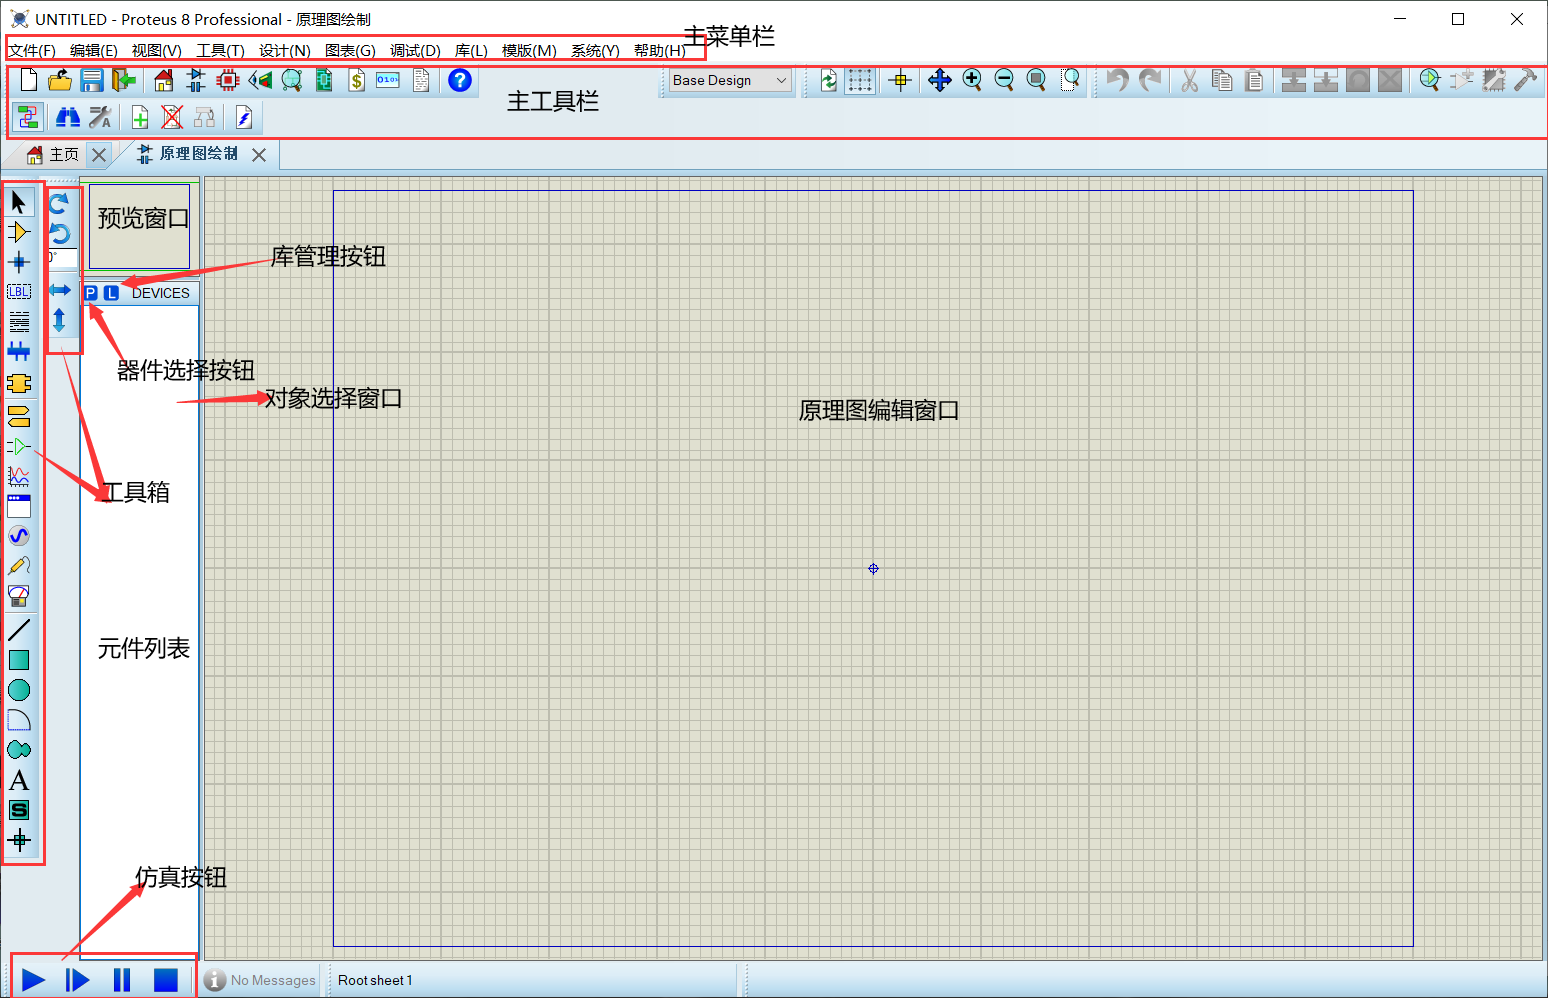 UNTITLED - Proteus 8 Professional - 原理图绘制
文件(F) 编辑(E) 视图(V) 工具(T) 设计(N) 图表(G) 调试(D) 库(L) 模版(M) 系统(Y) 帮助(H)
主菜单栏
Base Design
主工具栏
主页
原理图绘制
预览窗口
0°
库管理按钮
P L DEVICES
LBL
器件选择按钮
对象选择窗口
原理图编辑窗口
工具箱
元件列表
A
S
仿真按钮
No Messages
Root sheet 1